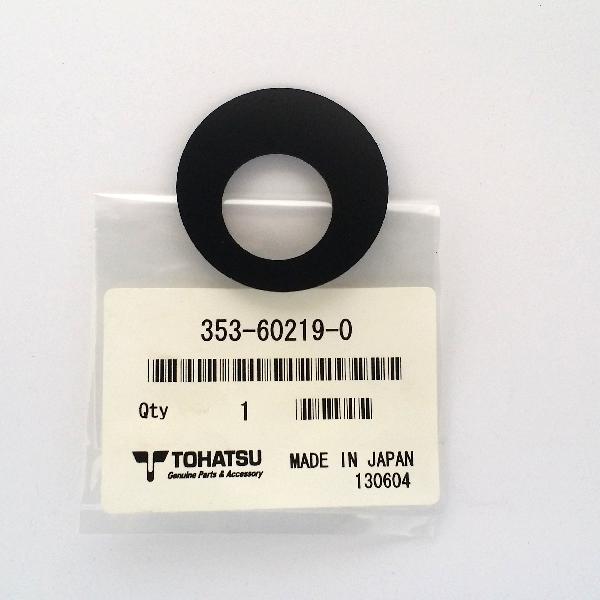 353-60219-0
Qty 1
TOHATSU
Genuine Parts & Accessory
MADE IN JAPAN
130604